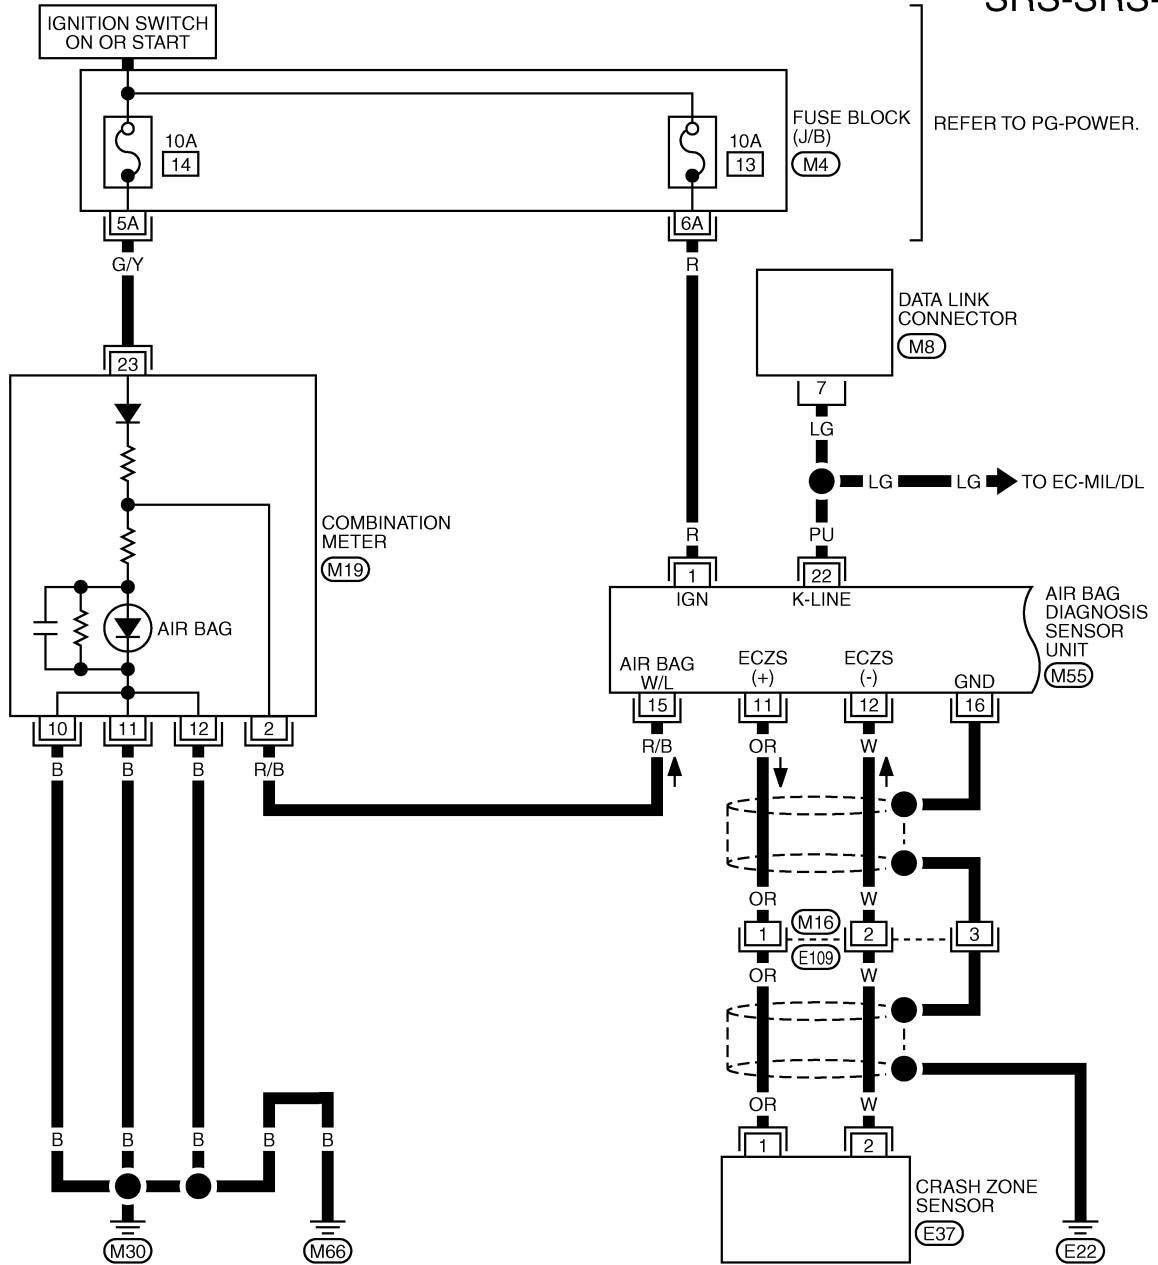 SRS-SRS-
IGNITION SWITCH
ON OR START
10A
14
10A
13
FUSE BLOCK
(J/B)
M4
REFER TO PG-POWER.
5A
6A
G/Y
R
DATA LINK
CONNECTOR
M8
23
7
LG
LG
LG
TO EC-MIL/DL
COMBINATION
METER
M19
R
PU
1
22
IGN
K-LINE
AIR BAG
DIAGNOSIS
SENSOR
UNIT
M55
AIR BAG
AIR BAG
W/L
ECZS
(+)
ECZS
(-)
GND
10
11
12
2
15
11
12
16
B
B
B
R/B
R/B
OR
W
OR
W
1
M16
2
3
E109
OR
W
OR
W
B
B
B
B
B
1
2
CRASH ZONE
SENSOR
E37
M30
M66
E22